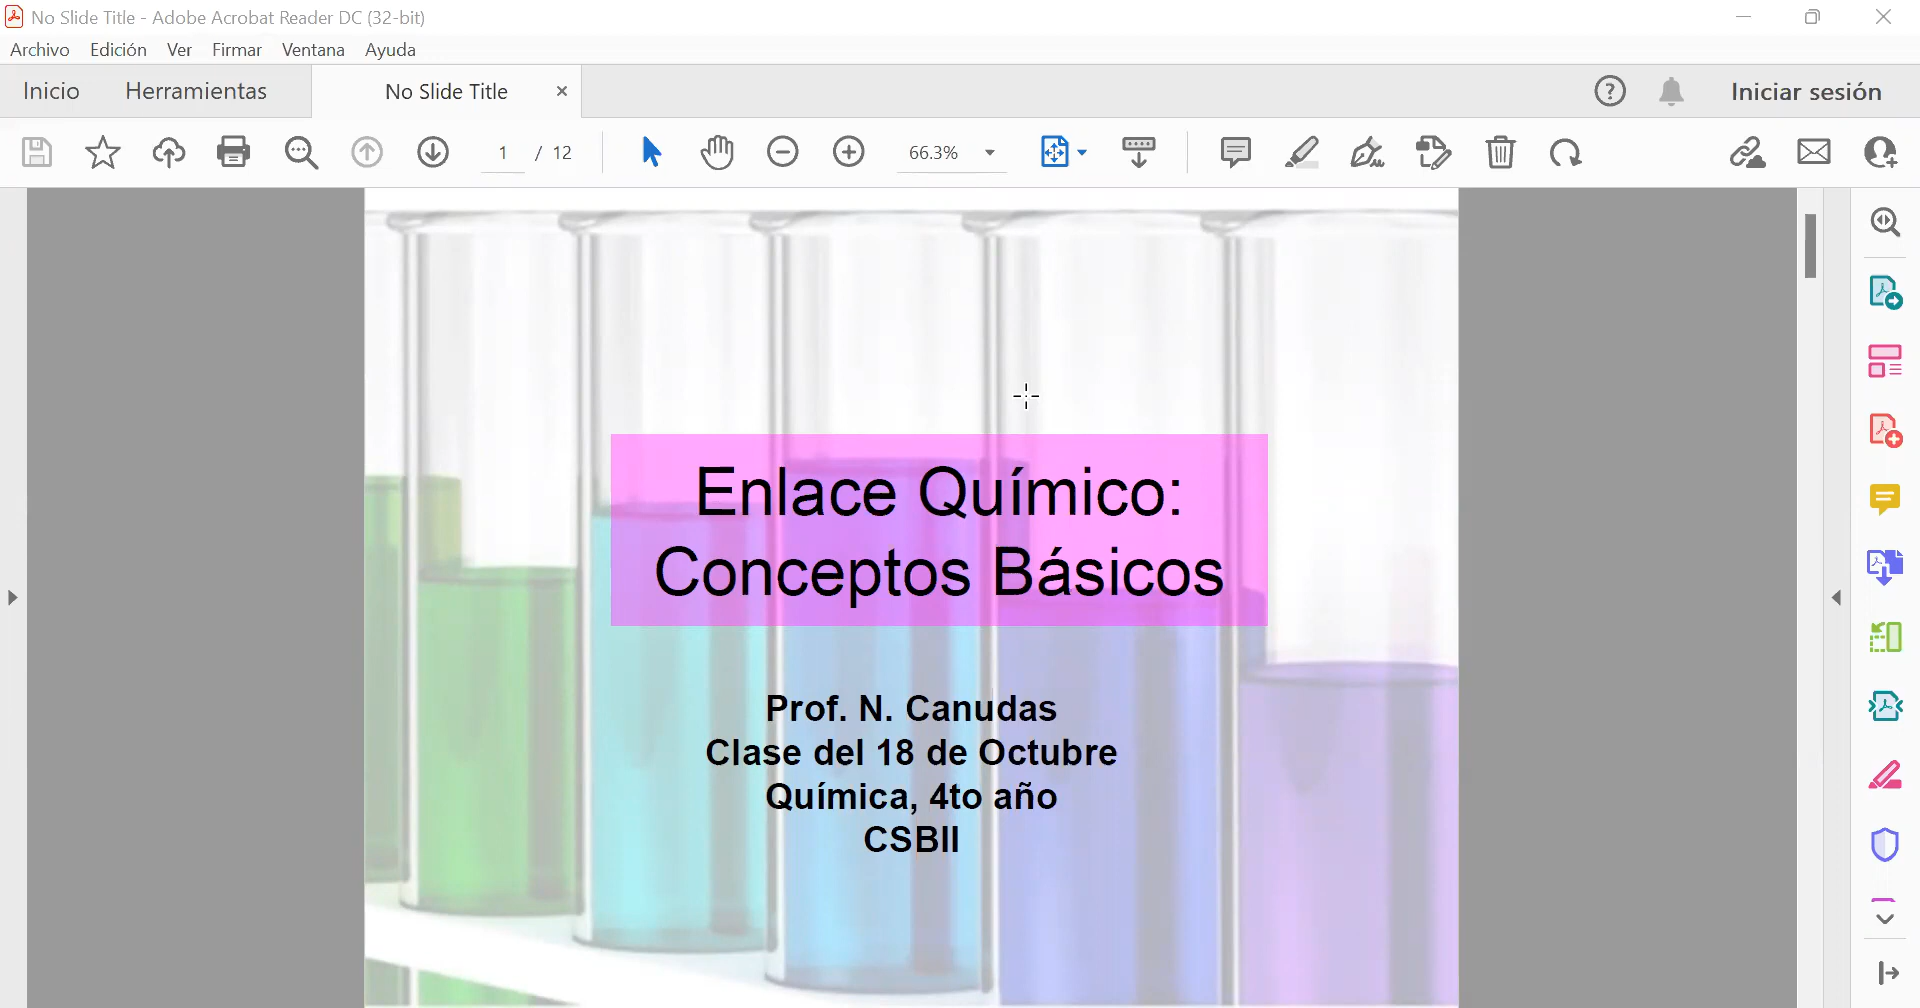 No Slide Title - Adobe Acrobat Reader DC (32-bit)
Archivo Edición Ver Firmar Ventana Ayuda
Inicio Herramientas No Slide Title × Iniciar sesión
1 / 12 66.3%
Enlace Químico:
Conceptos Básicos
Prof. N. Canudas
Clase del 18 de Octubre
Química, 4to año
CSBII